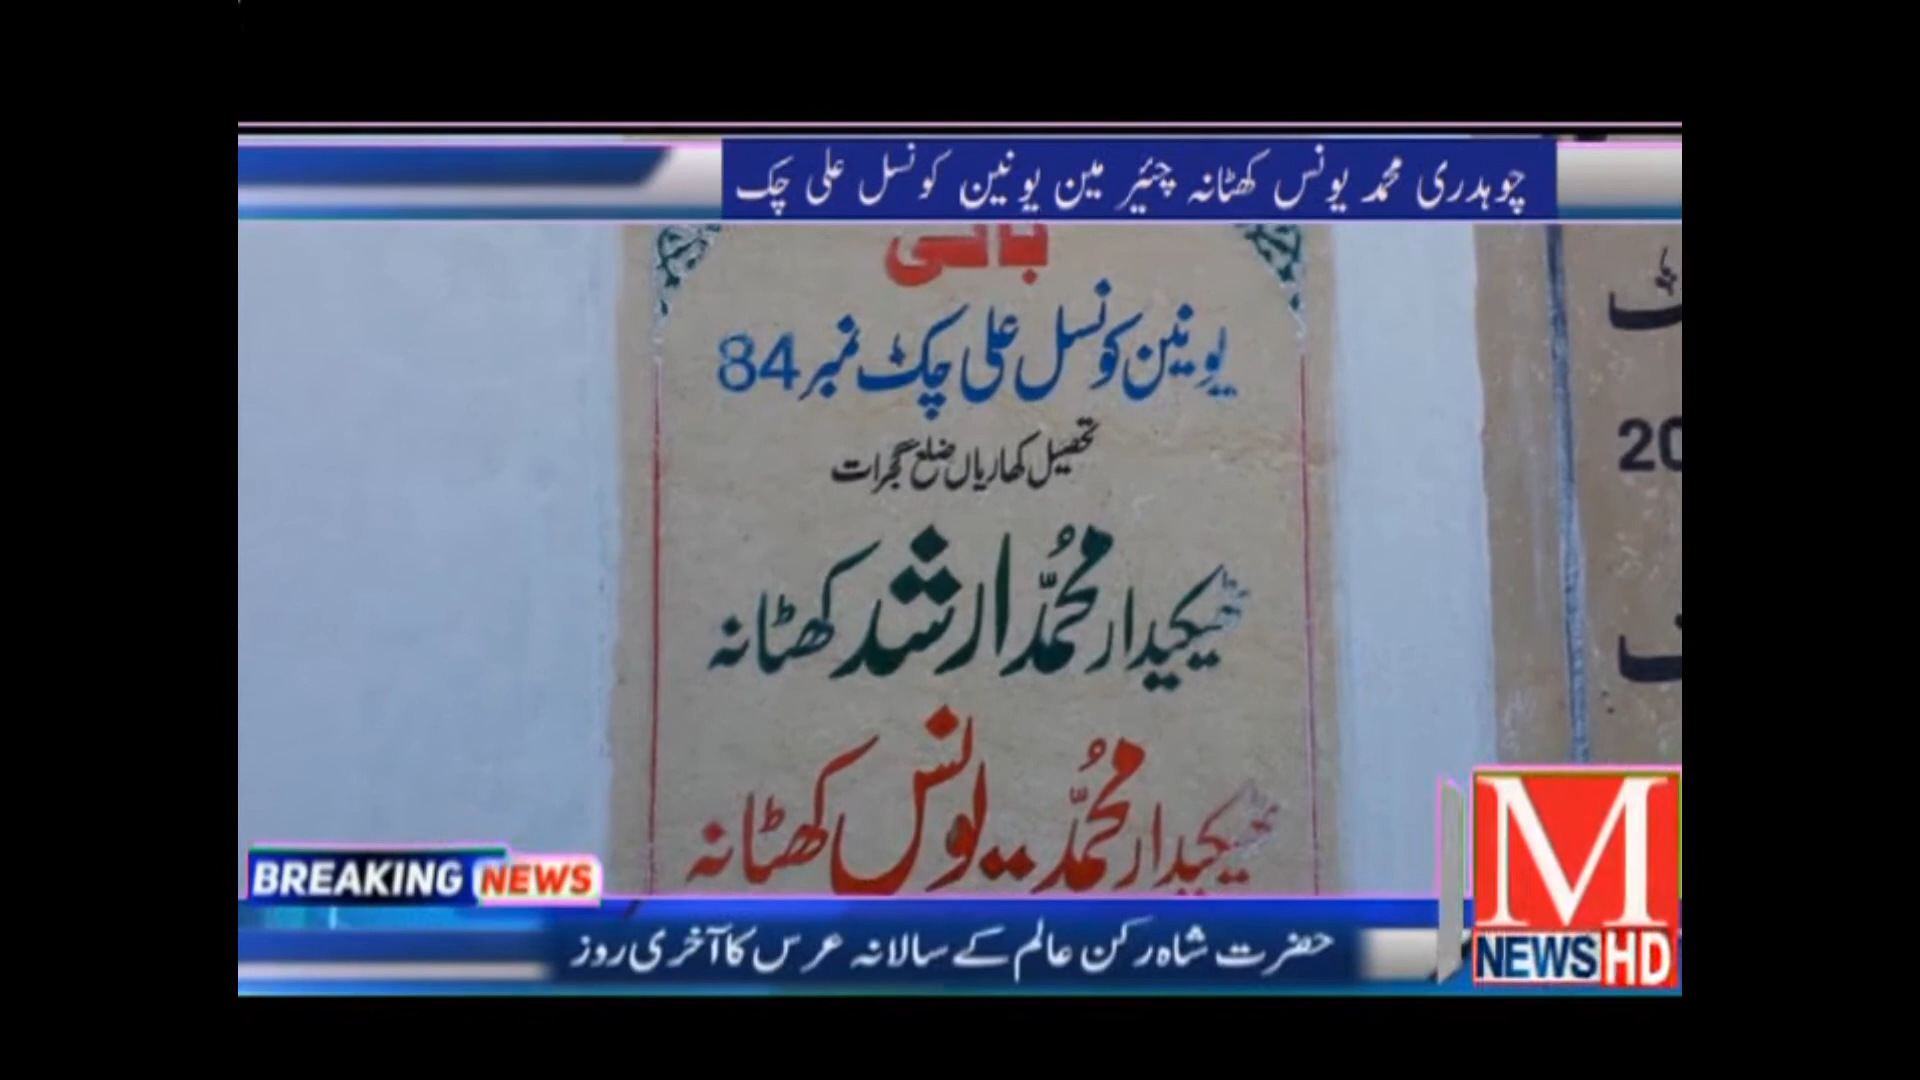 چوہدری محمد یونس کھٹانہ چئیر مین یونین کونسل علی چک
بانی
یونین کونسل علی چک نمبر 84
تحصیل کھاریاں ضلع گجرات
ٹھیکیدار محمد ارشد کھٹانہ
ٹھیکیدار محمد یونس کھٹانہ
20
BREAKING NEWS
حضرت شاہ رکن عالم کے سالانہ عرس کا آخری روز
M
NEWS HD